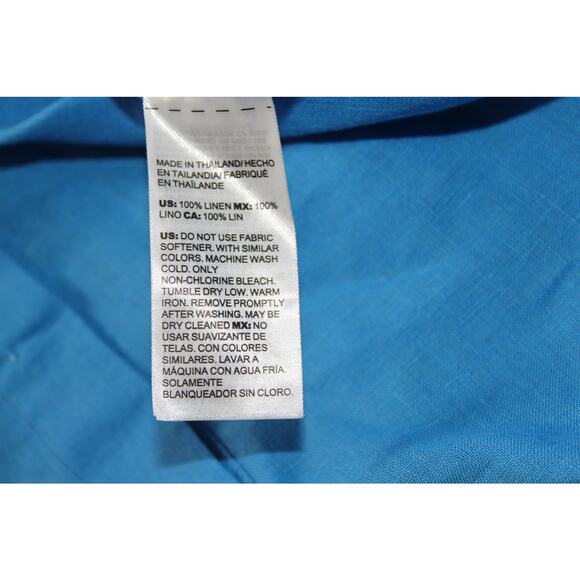 MADE IN THAILAND/ HECHO
EN TAILANDIA/ FABRIQUÉ
EN THAÏLANDE
US: 100% LINEN MX: 100%
LINO CA: 100% LIN
US: DO NOT USE FABRIC
SOFTENER. WITH SIMILAR
COLORS. MACHINE WASH
COLD. ONLY
NON-CHLORINE BLEACH.
TUMBLE DRY LOW. WARM
IRON. REMOVE PROMPTLY
AFTER WASHING. MAY BE
DRY CLEANED MX: NO
USAR SUAVIZANTE DE
TELAS. CON COLORES
SIMILARES. LAVAR A
MÁQUINA CON AGUA FRÍA.
SOLAMENTE
BLANQUEADOR SIN CLORO.